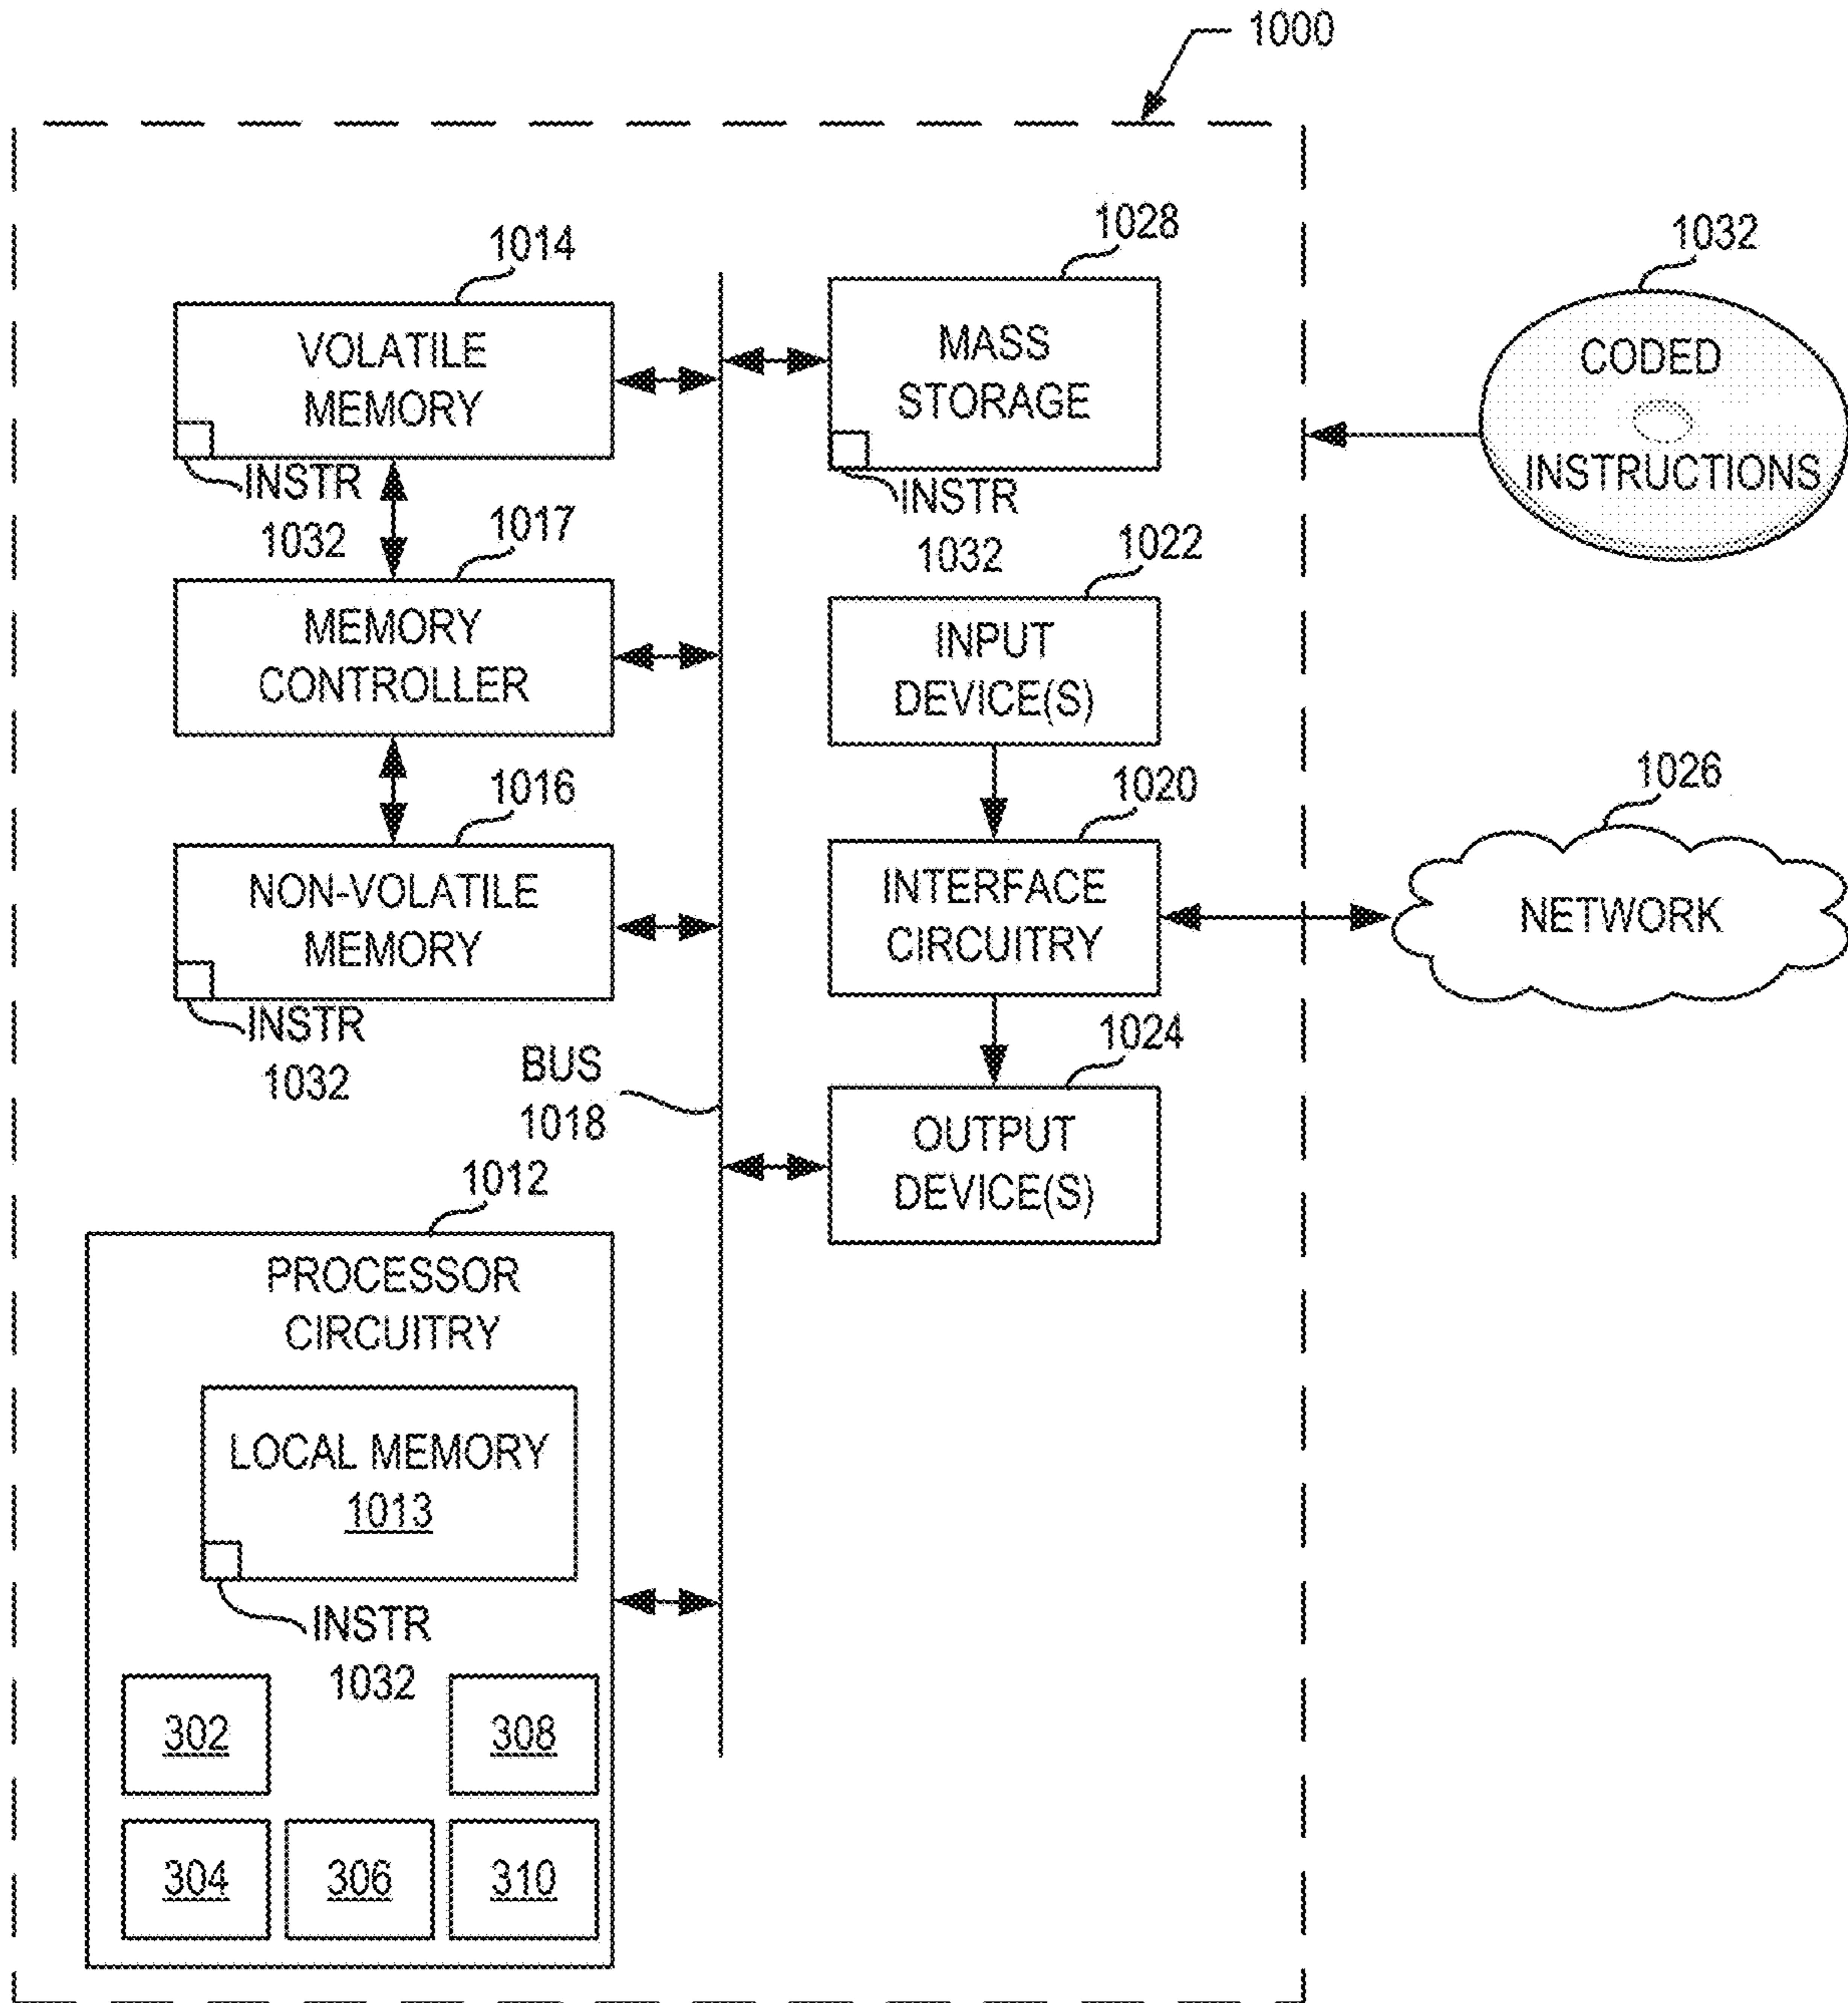 1000
1014
VOLATILE
MEMORY
INSTR
1032
1017
MEMORY
CONTROLLER
1016
NON-VOLATILE
MEMORY
INSTR
1032
BUS
1018
1012
PROCESSOR
CIRCUITRY
LOCAL MEMORY
1013
INSTR
1032
302
308
304
306
310
1028
MASS
STORAGE
INSTR
1032
1022
INPUT
DEVICE(S)
1020
INTERFACE
CIRCUITRY
1024
OUTPUT
DEVICE(S)
1032
CODED
INSTRUCTIONS
1026
NETWORK